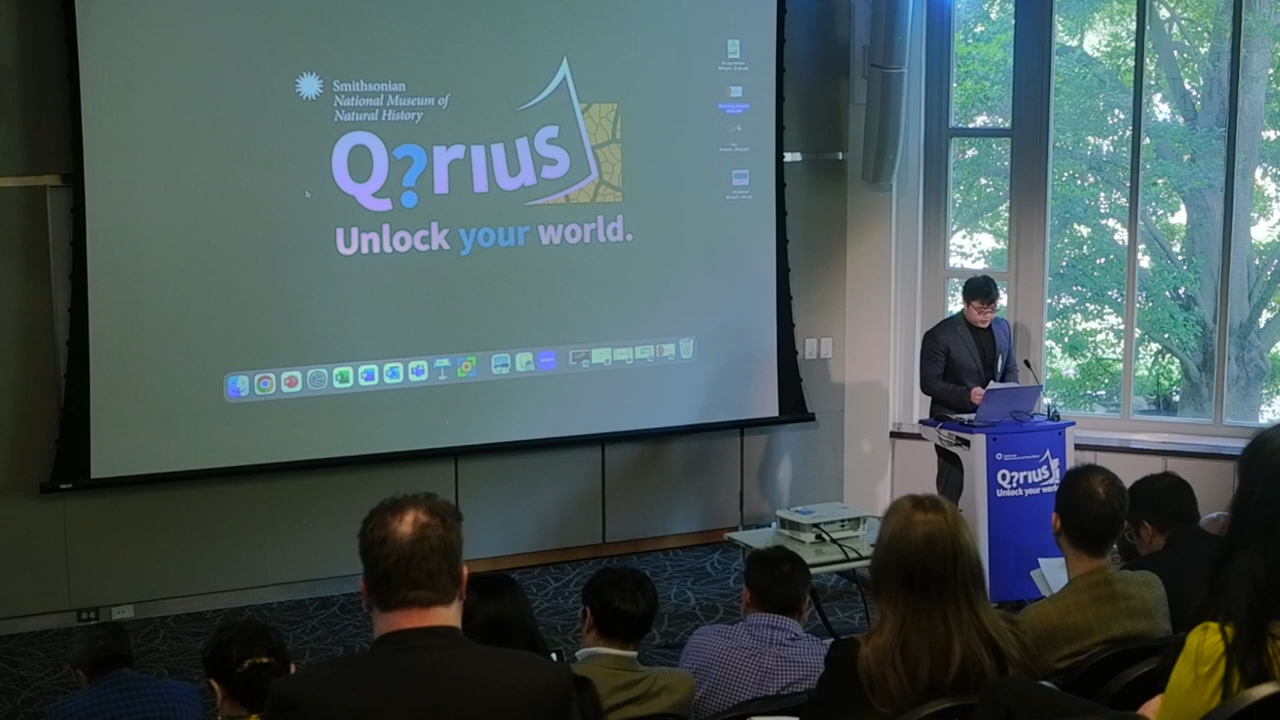 Smithsonian
National Museum of
Natural History
Q?rius
Unlock your world.
Q?rius
Unlock your world